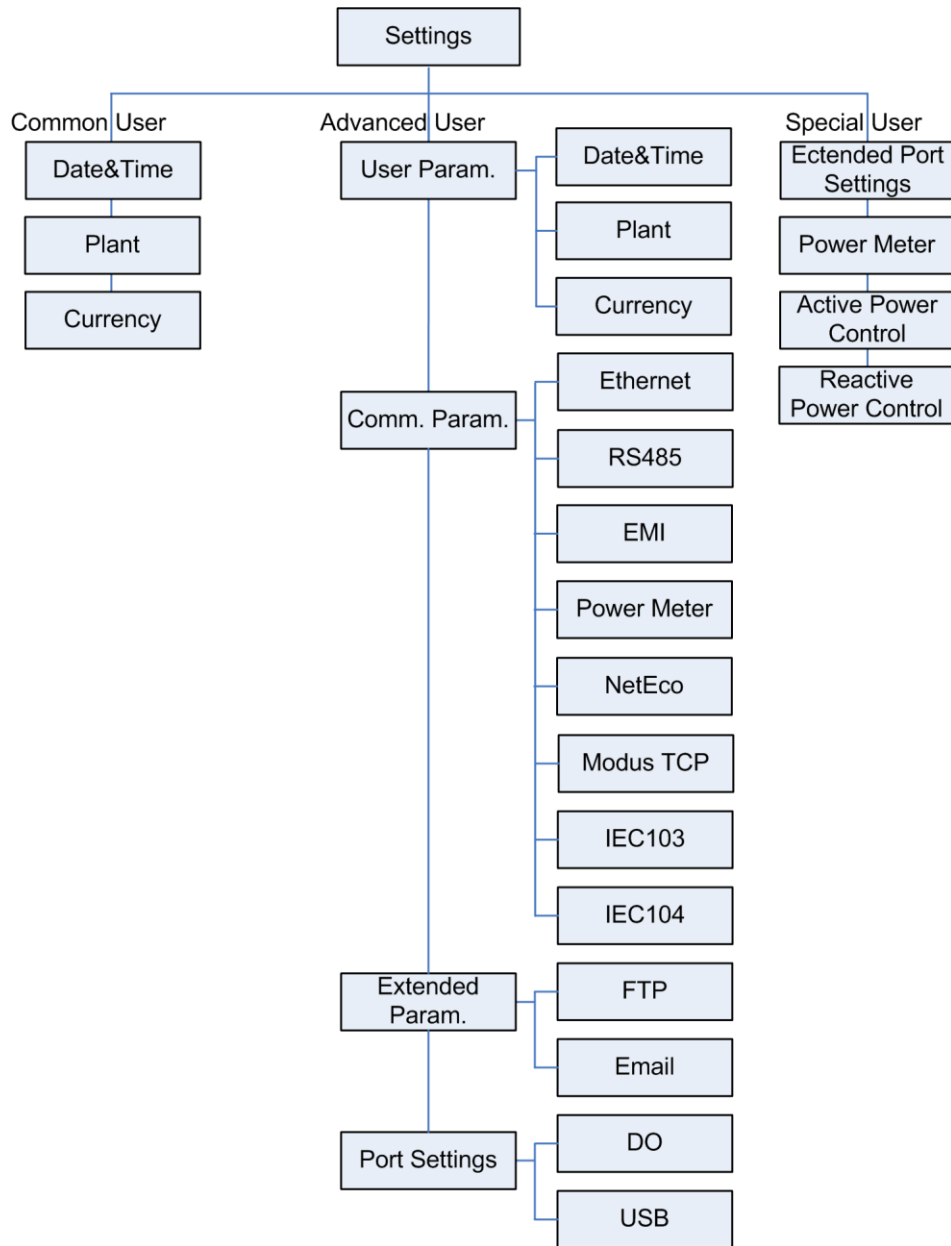 Settings
Common User
Date&Time
Plant
Currency
Advanced User
User Param.
Date&Time
Plant
Currency
Comm. Param.
Ethernet
RS485
EMI
Power Meter
NetEco
Modus TCP
IEC103
IEC104
Extended
Param.
FTP
Email
Port Settings
DO
USB
Special User
Ectended Port
Settings
Power Meter
Active Power
Control
Reactive
Power Control